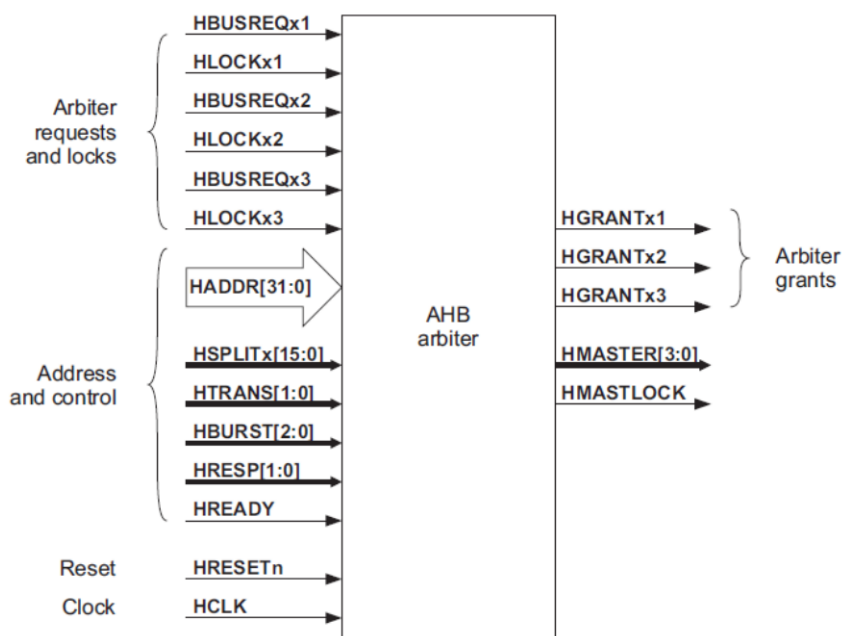 HBUSREQx1
HLOCKx1
HBUSREQx2
HLOCKx2
HBUSREQx3
HLOCKx3
Arbiter
requests
and locks
HADDR[31:0]
HSPLITx[15:0]
HTRANS[1:0]
HBURST[2:0]
HRESP[1:0]
HREADY
Address
and control
Reset
HRESETn
Clock
HCLK
AHB
arbiter
HGRANTx1
HGRANTx2
HGRANTx3
Arbiter
grants
HMASTER[3:0]
HMASTLOCK